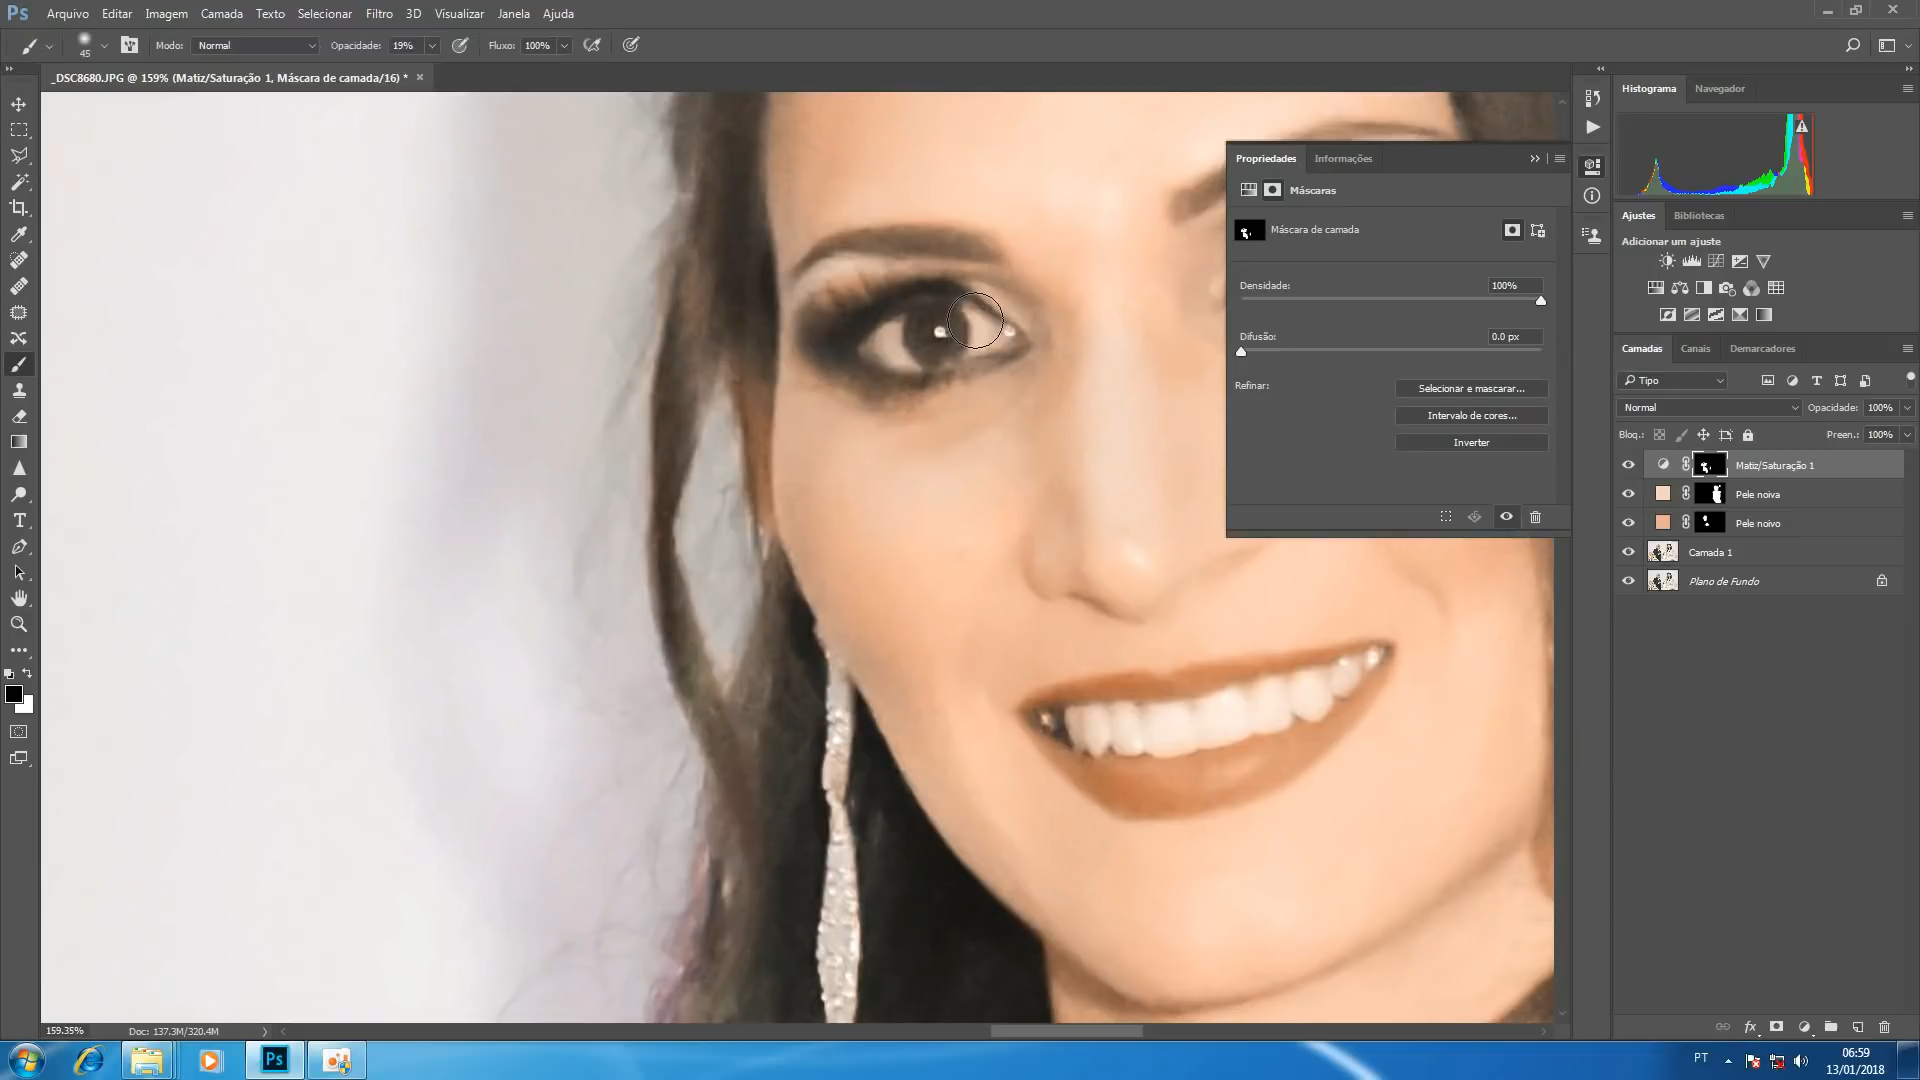 Ps Arquivo Editar Imagem Camada Texto Selecionar Filtro 3D Visualizar Janela Ajuda
45 Modo: Normal Opacidade: 19% Fluxo: 100%
_DSC8680.JPG @ 159% (Matiz/Saturação 1, Máscara de camada/16) *
Histograma Navegador
Propriedades Informações
Máscaras
Máscara de camada
Densidade: 100%
Difusão: 0.0 px
Refinar: Selecionar e mascarar...
Intervalo de cores...
Inverter
Ajustes Bibliotecas
Adicionar um ajuste
Camadas Canais Demarcadores
Tipo
Normal Opacidade: 100%
Bloq.: Preen.: 100%
Matiz/Saturação 1
Pele noiva
Pele noivo
Camada 1
Plano de Fundo
159.35% Doc: 137.3M/320.4M
fx
Ps PT 06:59
13/01/2018